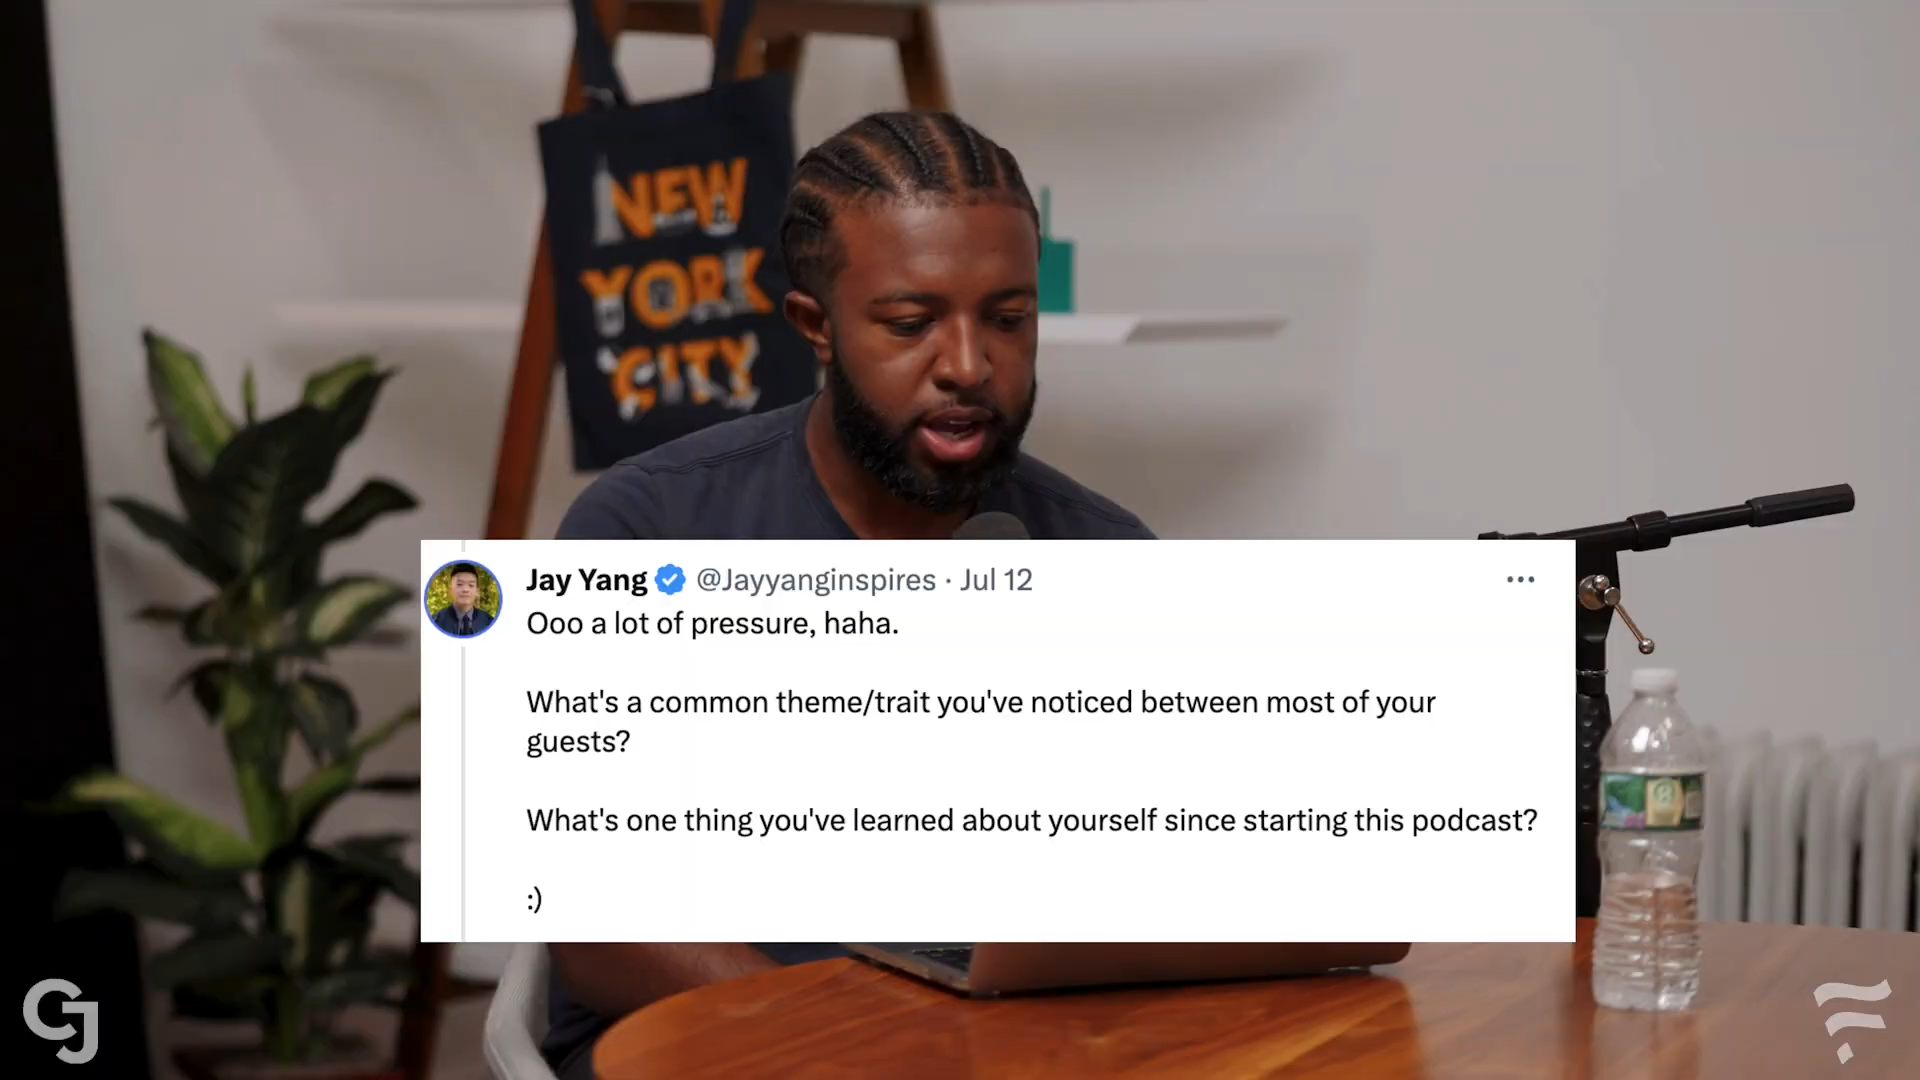 NEW
YORK
CITY
Jay Yang @Jayyanginspires · Jul 12
Ooo a lot of pressure, haha.
What's a common theme/trait you've noticed between most of your
guests?
What's one thing you've learned about yourself since starting this podcast?
:)
GJ
F